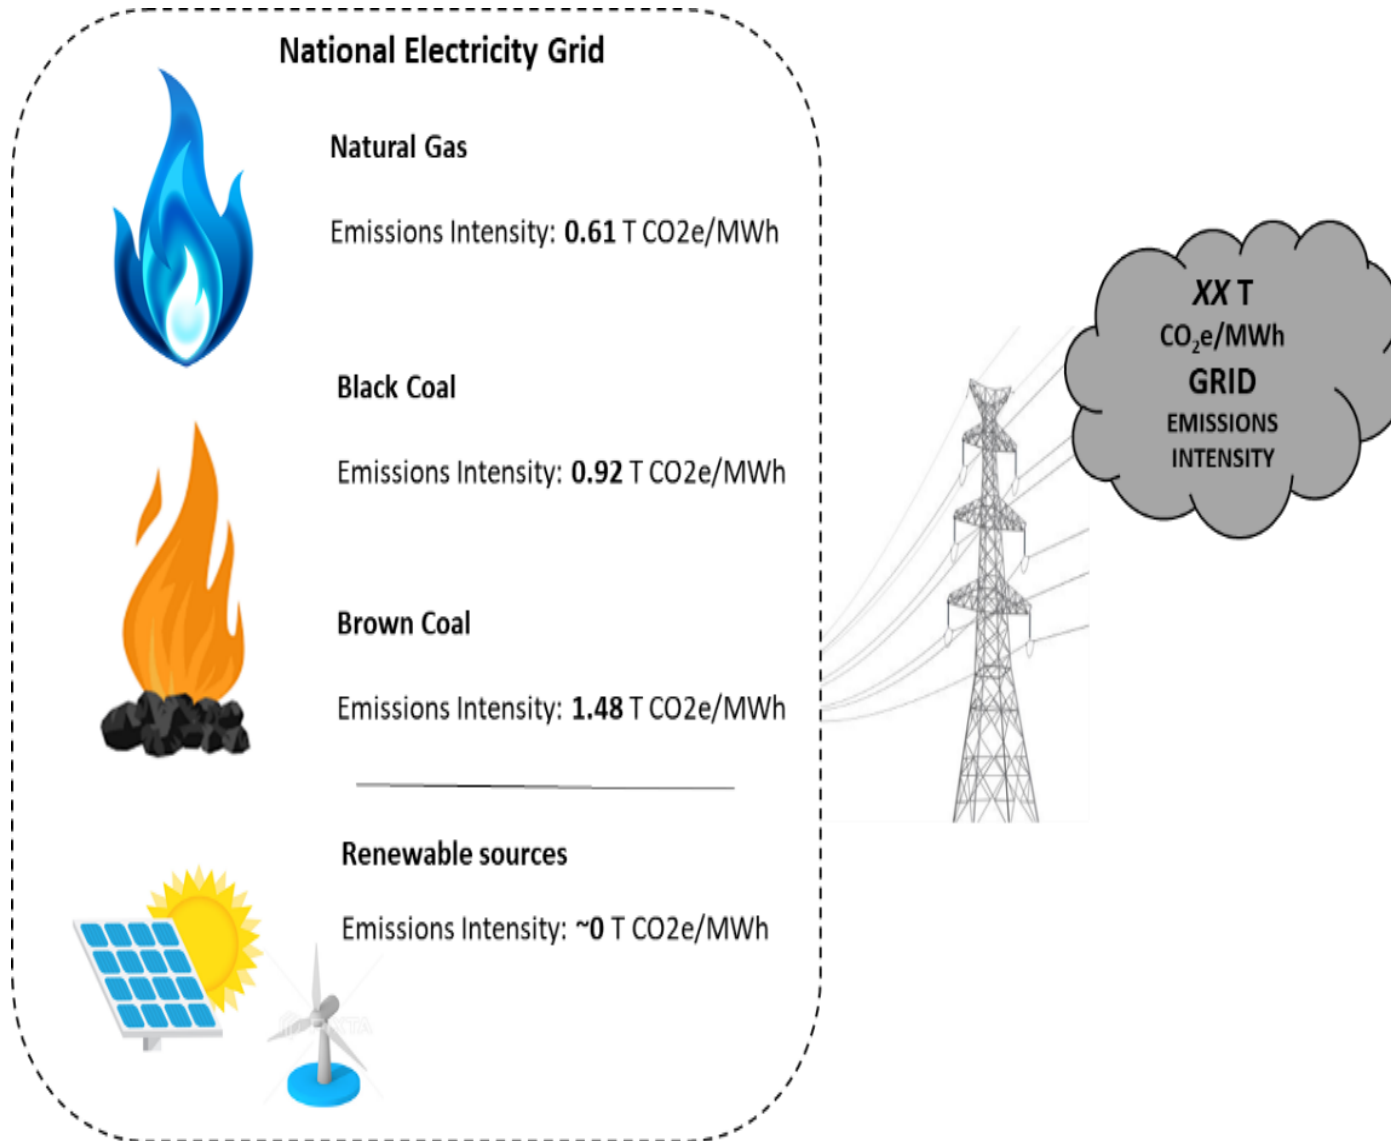 National Electricity Grid
Natural Gas
Emissions Intensity: 0.61 T CO2e/MWh
Black Coal
Emissions Intensity: 0.92 T CO2e/MWh
Brown Coal
Emissions Intensity: 1.48 T CO2e/MWh
Renewable sources
Emissions Intensity: ~0 T CO2e/MWh
XX T
CO₂e/MWh
GRID
EMISSIONS
INTENSITY